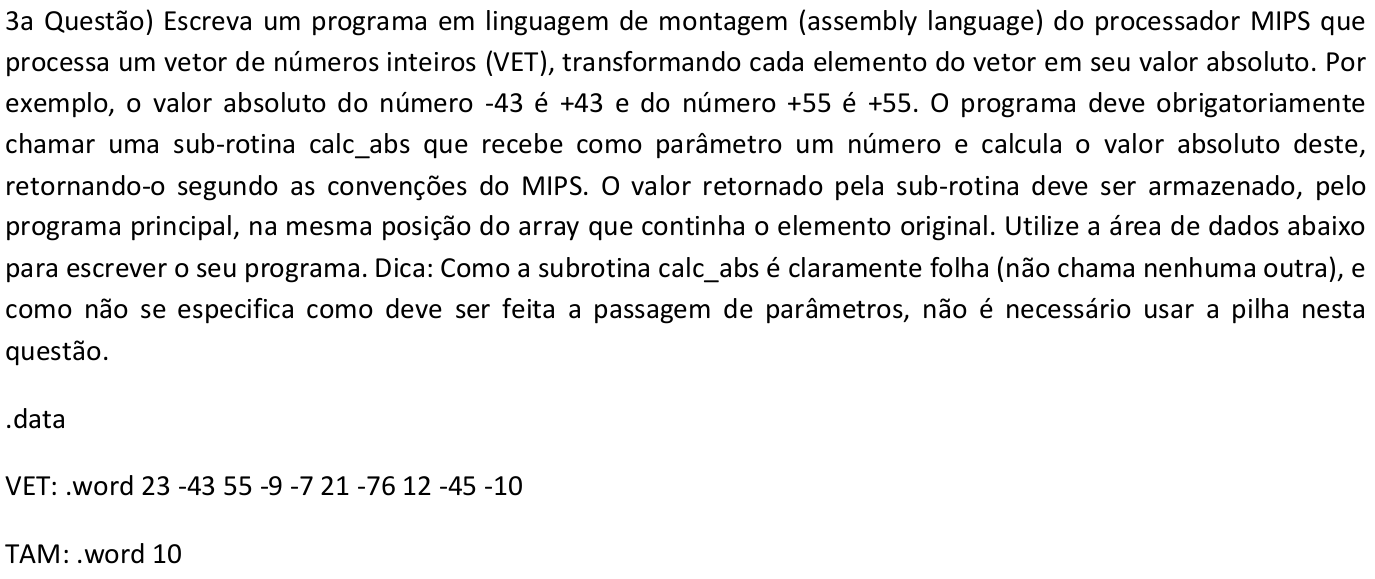 3a Questão) Escreva um programa em linguagem de montagem (assembly language) do processador MIPS que
processa um vetor de números inteiros (VET), transformando cada elemento do vetor em seu valor absoluto. Por
exemplo, o valor absoluto do número -43 é +43 e do número +55 é +55. O programa deve obrigatoriamente
chamar uma sub-rotina calc_abs que recebe como parâmetro um número e calcula o valor absoluto deste,
retornando-o segundo as convenções do MIPS. O valor retornado pela sub-rotina deve ser armazenado, pelo
programa principal, na mesma posição do array que continha o elemento original. Utilize a área de dados abaixo
para escrever o seu programa. Dica: Como a subrotina calc_abs é claramente folha (não chama nenhuma outra), e
como não se especifica como deve ser feita a passagem de parâmetros, não é necessário usar a pilha nesta
questão.
.data
VET: .word 23 -43 55 -9 -7 21 -76 12 -45 -10
TAM: .word 10